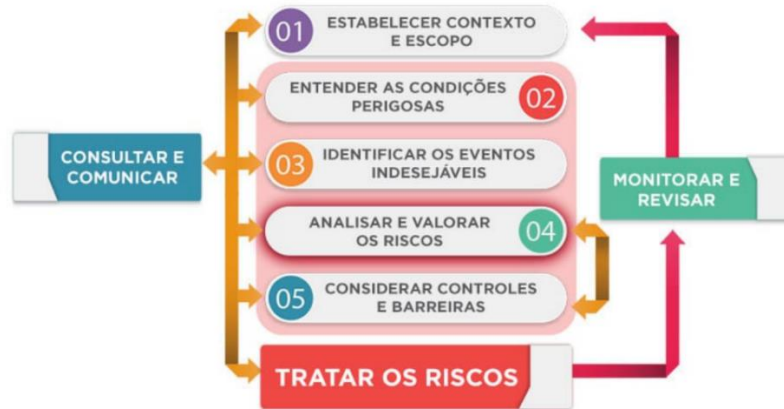 01
ESTABELECER CONTEXTO
E ESCOPO
ENTENDER AS CONDIÇÕES
PERIGOSAS
02
CONSULTAR E
COMUNICAR
03
IDENTIFICAR OS EVENTOS
INDESEJÁVEIS
MONITORAR E
REVISAR
ANALISAR E VALORAR
OS RISCOS
04
05
CONSIDERAR CONTROLES
E BARREIRAS
TRATAR OS RISCOS